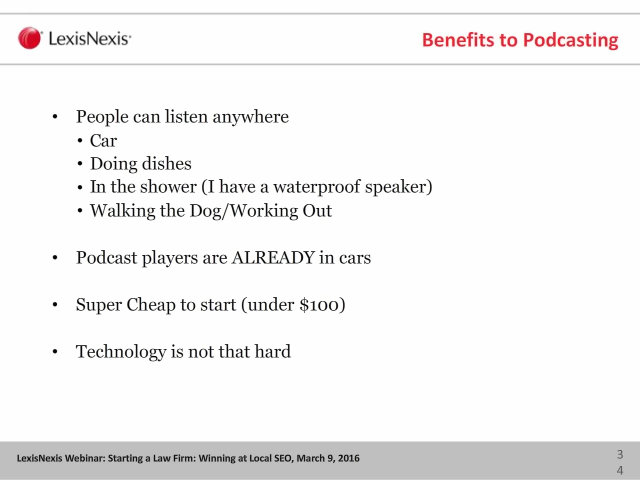 LexisNexis®
Benefits to Podcasting
• People can listen anywhere
• Car
• Doing dishes
• In the shower (I have a waterproof speaker)
• Walking the Dog/Working Out
• Podcast players are ALREADY in cars
• Super Cheap to start (under $100)
• Technology is not that hard
LexisNexis Webinar: Starting a Law Firm: Winning at Local SEO, March 9, 2016
3
4